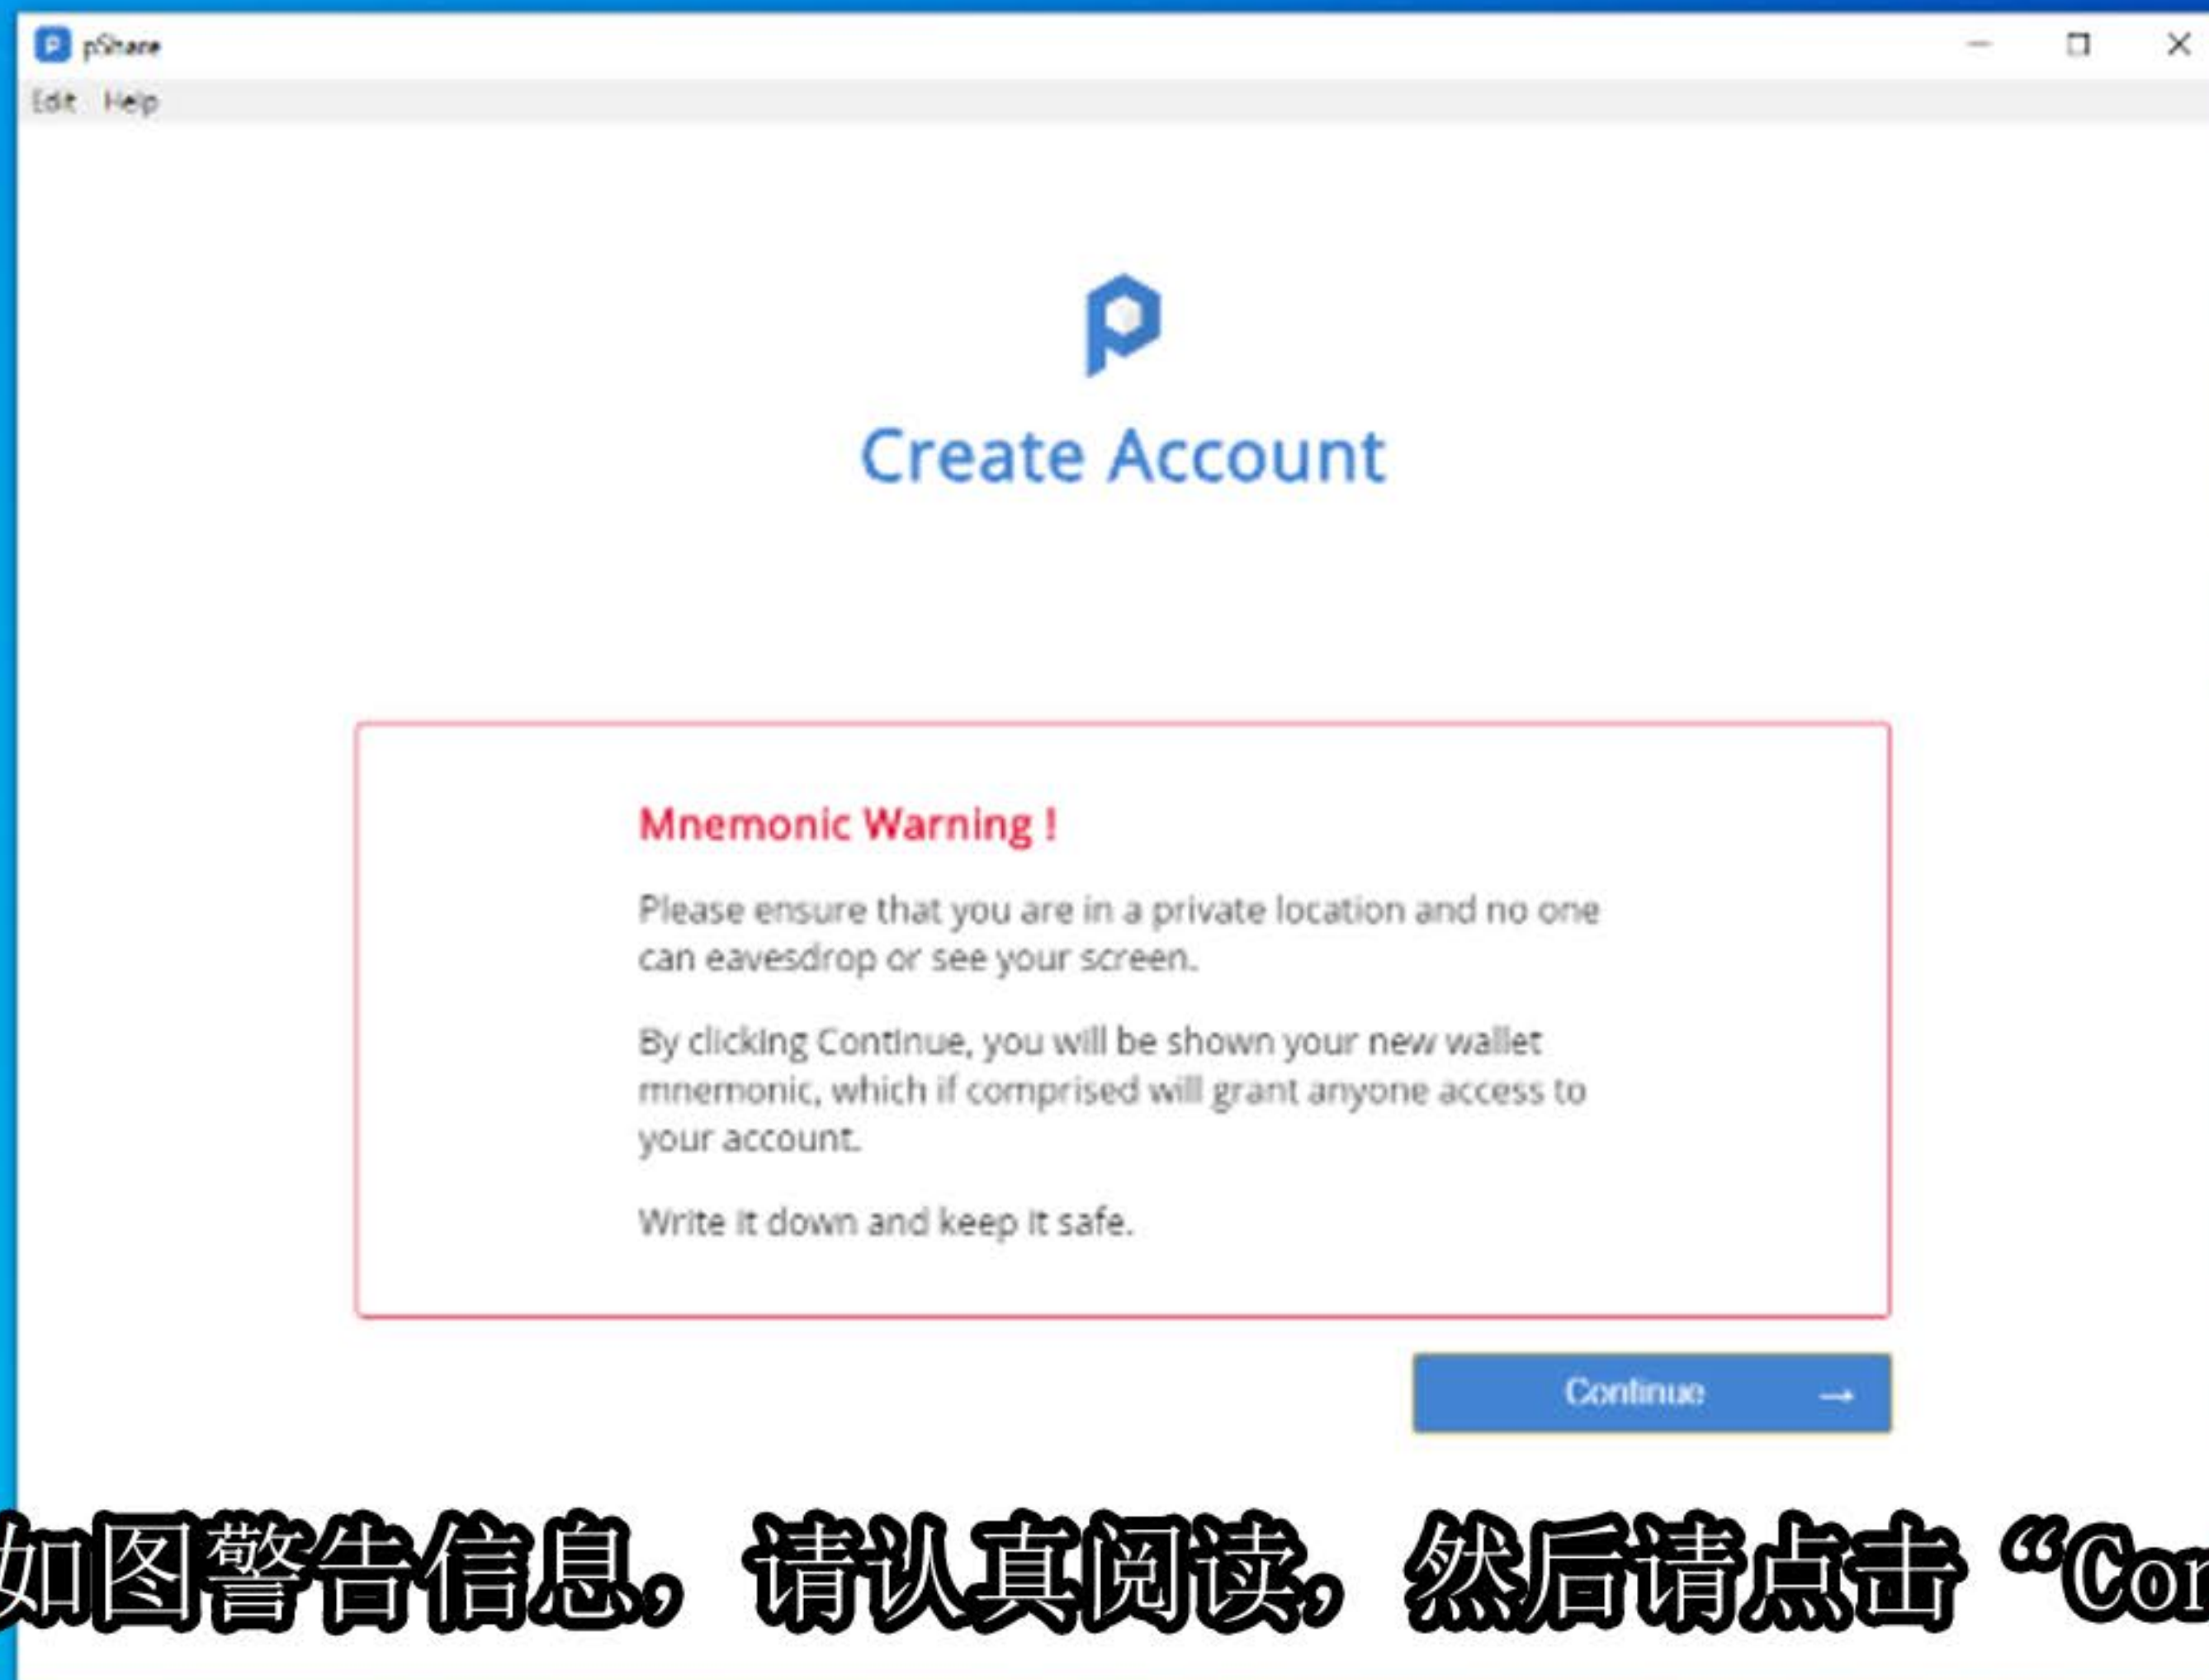 pShare
Edit Help
Create Account
Mnemonic Warning !
Please ensure that you are in a private location and no one
can eavesdrop or see your screen.
By clicking Continue, you will be shown your new wallet
mnemonic, which if comprised will grant anyone access to
your account.
Write it down and keep it safe.
Continue →
如图警告信息，请认真阅读，然后请点击“Con